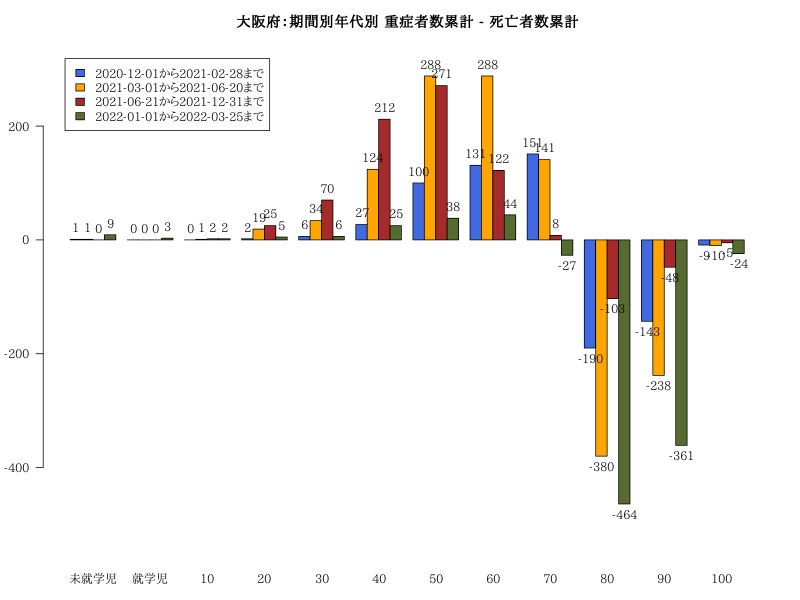 大阪府：期間別年代別 重症者数累計 - 死亡者数累計
2020-12-01から2021-02-28まで
2021-03-01から2021-06-20まで
2021-06-21から2021-12-31まで
2022-01-01から2022-03-25まで
200
0
-200
-400
1 1 0 9
0 0 0 3
0 1 2 2
2 19 25 5
6 34 70 6
27 124 212 25
100 288 271 38
131 288 122 44
151 141 8 -27
-190 -380 -103 -464
-143 -238 -48 -361
-9 -10 -5 -24
未就学児 就学児 10 20 30 40 50 60 70 80 90 100